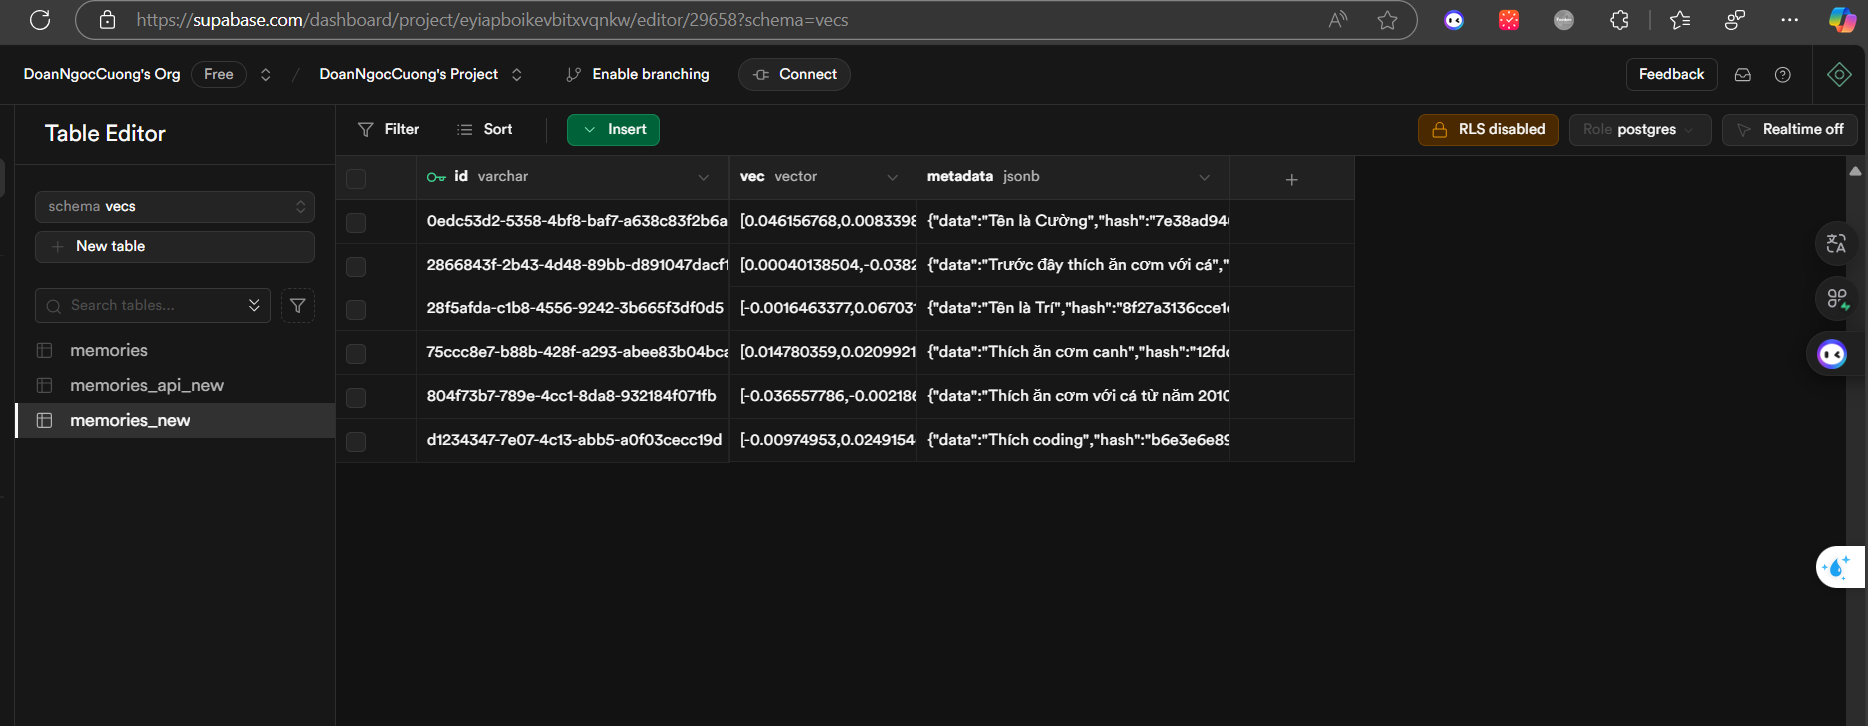 https://supabase.com/dashboard/project/eyiapboikevbitxvqnkw/editor/29658?schema=vecs
DoanNgocCuong's Org Free / DoanNgocCuong's Project Enable branching Connect Feedback
Table Editor
Filter Sort Insert RLS disabled Role postgres Realtime off
schema vecs
New table
Search tables...
memories
memories_api_new
memories_new
id varchar vec vector metadata jsonb
0edc53d2-5358-4bf8-baf7-a638c83f2b6a [0.046156768,0.0083398 {"data":"Tên là Cường","hash":"7e38ad94
2866843f-2b43-4d48-89bb-d891047dacf1 [0.00040138504,-0.0382 {"data":"Trước đây thích ăn cơm với cá","
28f5afda-c1b8-4556-9242-3b665f3df0d5 [-0.0016463377,0.06703 {"data":"Tên là Trí","hash":"8f27a3136cce1
75ccc8e7-b88b-428f-a293-abee83b04bca [0.014780359,0.0209921 {"data":"Thích ăn cơm canh","hash":"12fd
804f73b7-789e-4cc1-8da8-932184f071fb [-0.036557786,-0.00218 {"data":"Thích ăn cơm với cá từ năm 2010
d1234347-7e07-4c13-abb5-a0f03cecc19d [-0.00974953,0.0249154 {"data":"Thích coding","hash":"b6e3e6e89